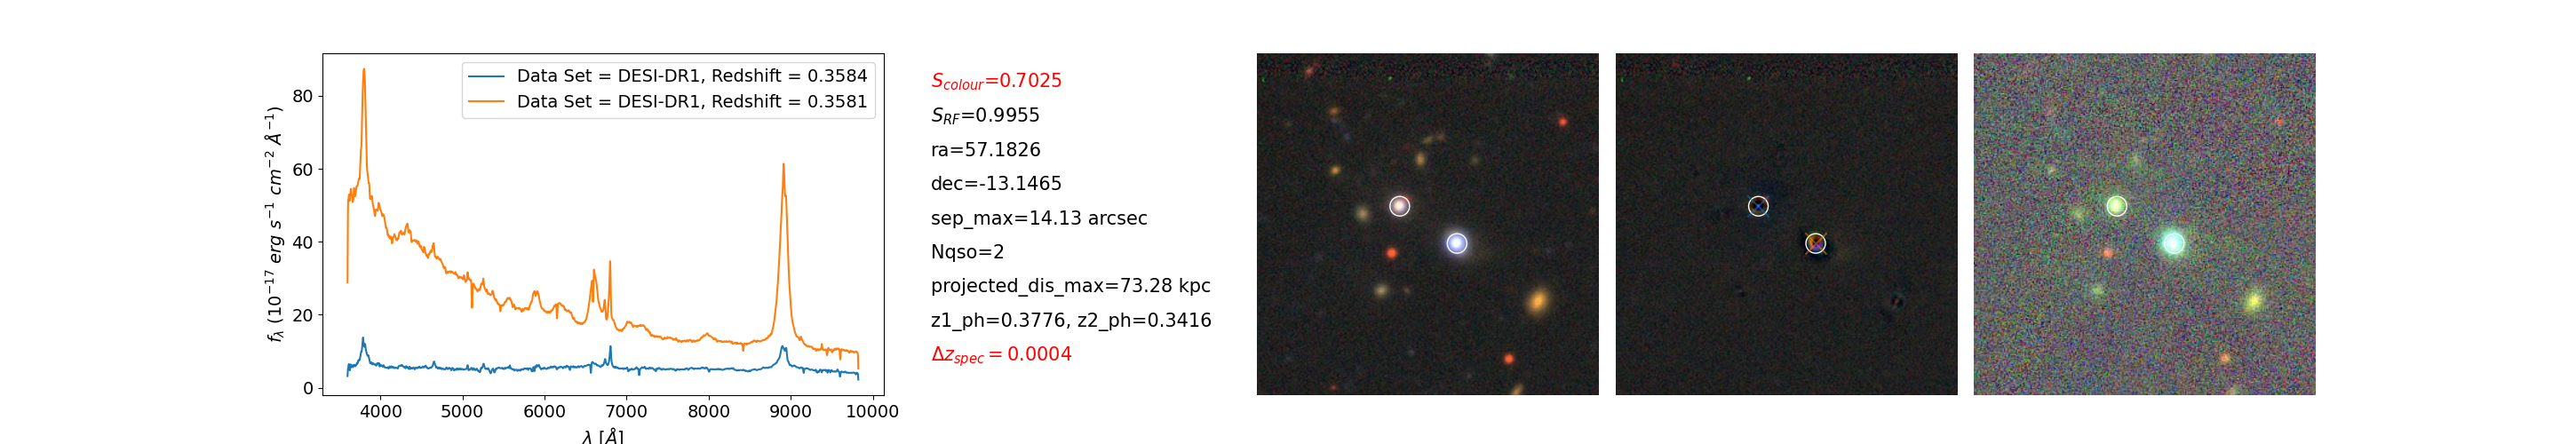 Data Set = DESI-DR1, Redshift = 0.3584
Data Set = DESI-DR1, Redshift = 0.3581
80
60
40
20
0
4000 5000 6000 7000 8000 9000 10000
λ [Å]
fλ (10⁻¹⁷ erg s⁻¹ cm⁻² Å⁻¹)
S_colour=0.7025
S_RF=0.9955
ra=57.1826
dec=-13.1465
sep_max=14.13 arcsec
Nqso=2
projected_dis_max=73.28 kpc
z1_ph=0.3776, z2_ph=0.3416
Δz_spec = 0.0004